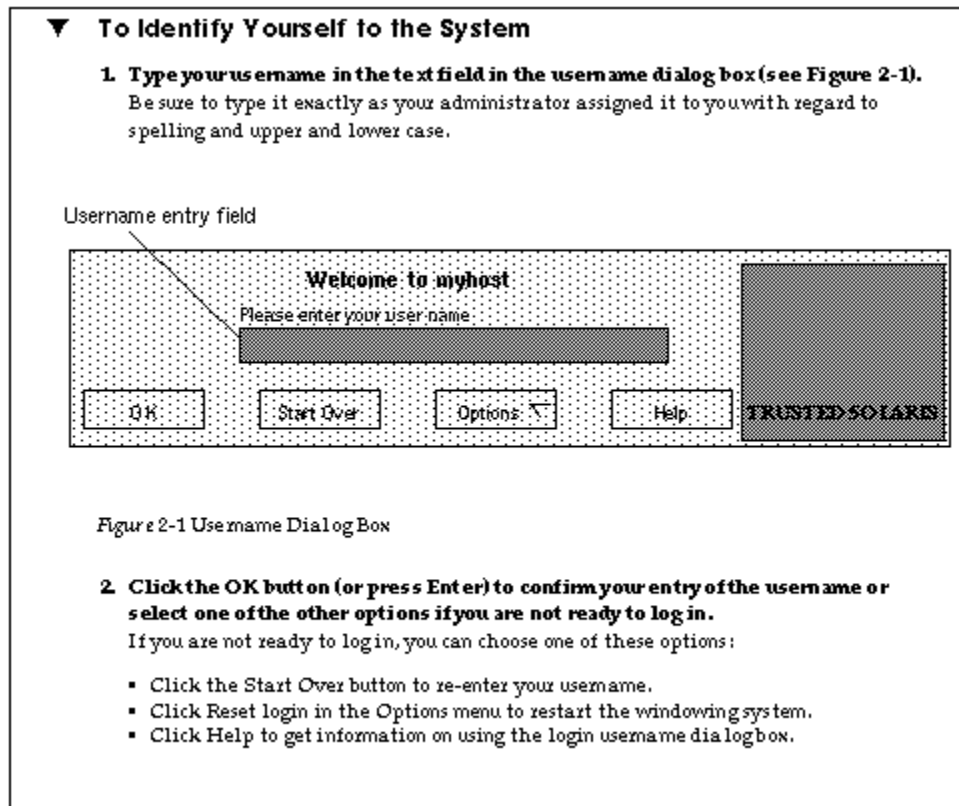 ▼ To Identify Yourself to the System
1. Type your username in the text field in the username dialog box (see Figure 2-1).
Be sure to type it exactly as your administrator assigned it to you with regard to
spelling and upper and lower case.
Username entry field
Welcome to myhost
Please enter your user name
OK
Start Over
Options
Help
TRUSTED SOLARIS
Figure 2-1 Username Dialog Box
2. Click the OK button (or press Enter) to confirm your entry of the username or
select one of the other options if you are not ready to log in.
If you are not ready to log in, you can choose one of these options:
▪ Click the Start Over button to re-enter your username.
▪ Click Reset login in the Options menu to restart the windowing system.
▪ Click Help to get information on using the login username dialog box.